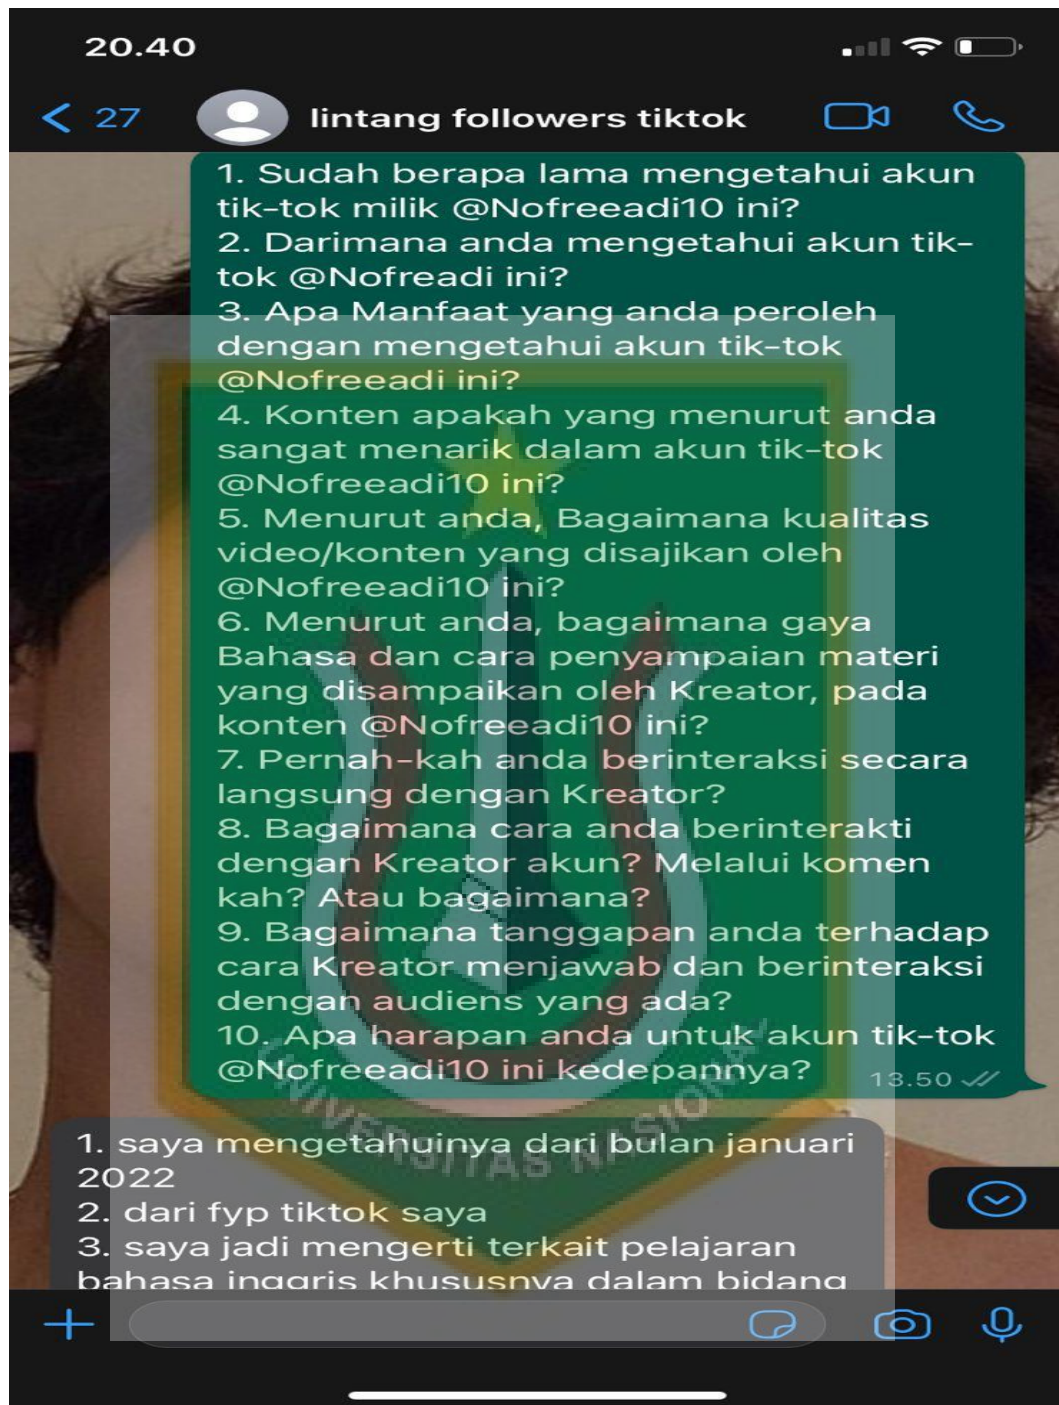 20.40
27
lintang followers tiktok
1. Sudah berapa lama mengetahui akun
tik-tok milik @Nofreeadi10 ini?
2. Darimana anda mengetahui akun tik-
tok @Nofreadi ini?
3. Apa Manfaat yang anda peroleh
dengan mengetahui akun tik-tok
@Nofreeadi ini?
4. Konten apakah yang menurut anda
sangat menarik dalam akun tik-tok
@Nofreeadi10 ini?
5. Menurut anda, Bagaimana kualitas
video/konten yang disajikan oleh
@Nofreeadi10 ini?
6. Menurut anda, bagaimana gaya
Bahasa dan cara penyampaian materi
yang disampaikan oleh Kreator, pada
konten @Nofreeadi10 ini?
7. Pernah-kah anda berinteraksi secara
langsung dengan Kreator?
8. Bagaimana cara anda berinterakti
dengan Kreator akun? Melalui komen
kah? Atau bagaimana?
9. Bagaimana tanggapan anda terhadap
cara Kreator menjawab dan berinteraksi
dengan audiens yang ada?
10. Apa harapan anda untuk akun tik-tok
@Nofreeadi10 ini kedepannya?
13.50
UNIVERSITAS NASIONAL
1. saya mengetahuinya dari bulan januari
2022
2. dari fyp tiktok saya
3. saya jadi mengerti terkait pelajaran
bahasa inggris khususnya dalam bidang